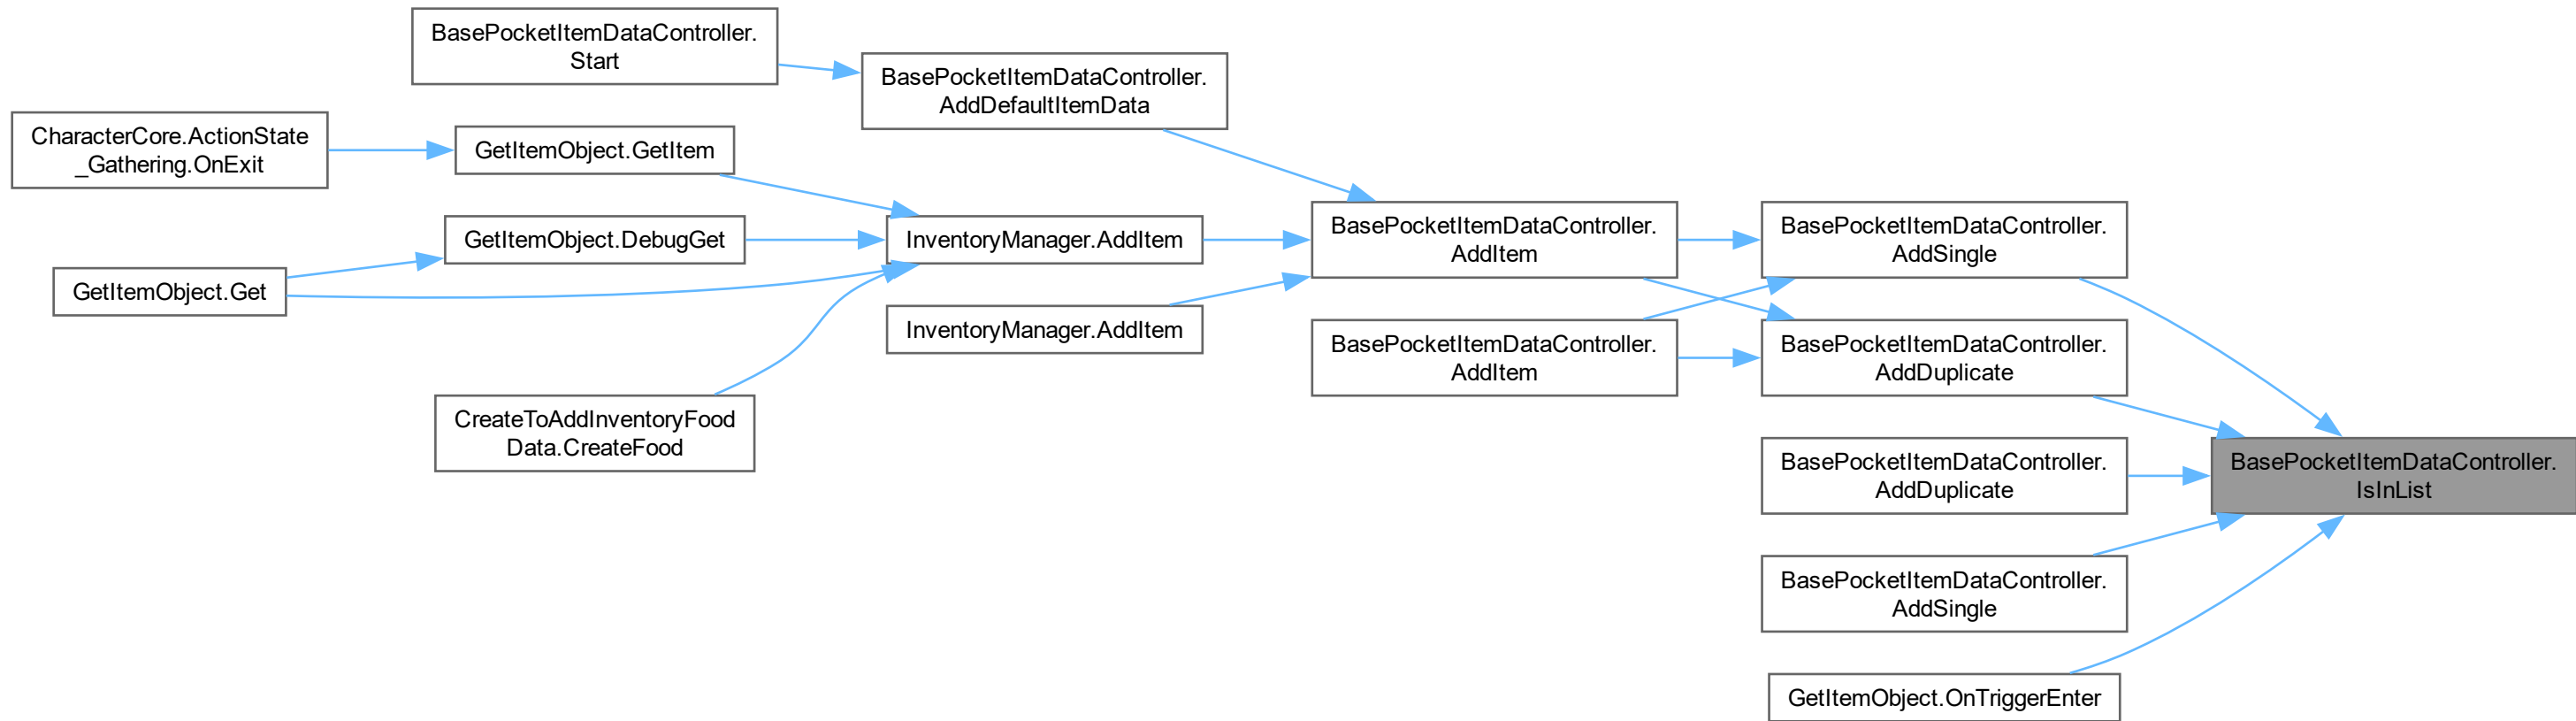 BasePocketItemDataController.
Start
BasePocketItemDataController.
AddDefaultItemData
CharacterCore.ActionState
_Gathering.OnExit
GetItemObject.GetItem
GetItemObject.DebugGet
GetItemObject.Get
InventoryManager.AddItem
InventoryManager.AddItem
CreateToAddInventoryFood
Data.CreateFood
BasePocketItemDataController.
AddItem
BasePocketItemDataController.
AddItem
BasePocketItemDataController.
AddSingle
BasePocketItemDataController.
AddDuplicate
BasePocketItemDataController.
AddDuplicate
BasePocketItemDataController.
AddSingle
GetItemObject.OnTriggerEnter
BasePocketItemDataController.
IsInList